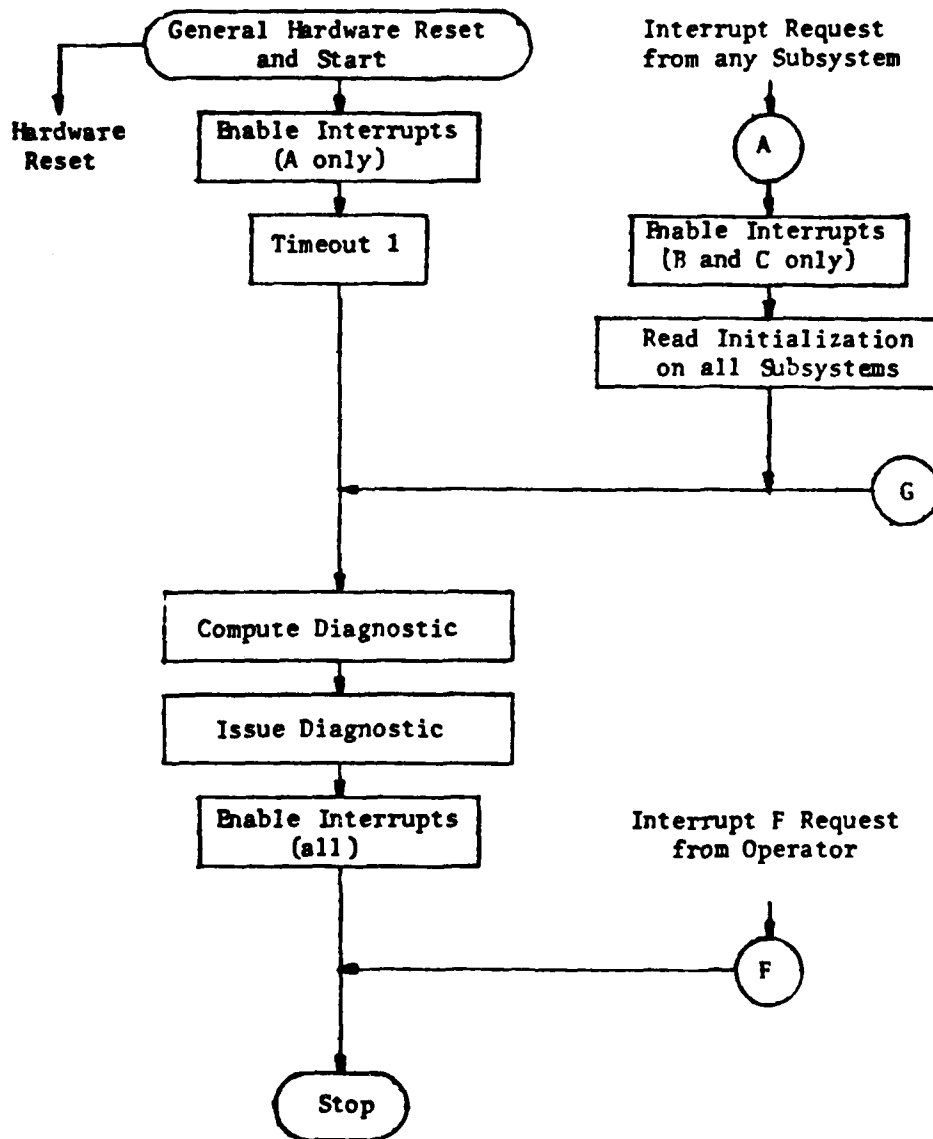 General Hardware Reset
and Start
Hardware
Reset
Enable Interrupts
(A only)
Timeout 1
Interrupt Request
from any Subsystem
A
Enable Interrupts
(B and C only)
Read Initialization
on all Subsystems
G
Compute Diagnostic
Issue Diagnostic
Enable Interrupts
(all)
Interrupt F Request
from Operator
F
Stop